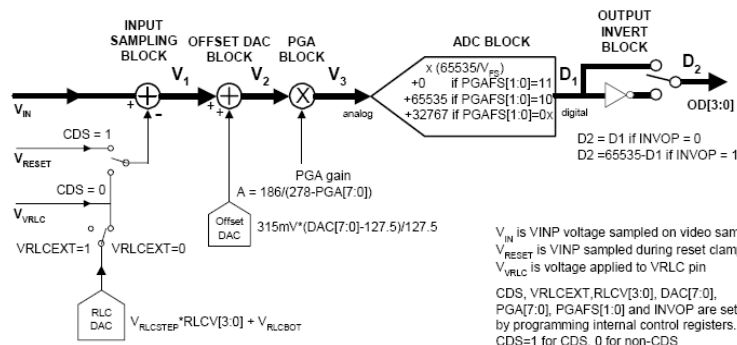 INPUT SAMPLING BLOCK
OFFSET DAC BLOCK
PGA BLOCK
ADC BLOCK
OUTPUT INVERT BLOCK
V1
V2
V3
x (65535/VFS)
+0 if PGAFS[1:0]=11
+65535 if PGAFS[1:0]=10
+32767 if PGAFS[1:0]=0x
D1
D2
VIN
+
+
-
+
+
X
analog
digital
OD[3:0]
CDS = 1
VRESET
CDS = 0
VVRLC
VRLCEXT=1
VRLCEXT=0
PGA gain
A = 186/(278-PGA[7:0])
D2 = D1 if INVOP = 0
D2 =65535-D1 if INVOP = 1
Offset DAC
315mV*(DAC[7:0]-127.5)/127.5
RLC DAC
VRLCSTEP*RLCV[3:0] + VRLCBOT
VIN is VINP voltage sampled on video sam
VRESET is VINP sampled during reset clam
VVRLC is voltage applied to VRLC pin
CDS, VRLCEXT,RLCV[3:0], DAC[7:0],
PGA[7:0], PGAFS[1:0] and INVOP are set
by programming internal control registers.
CDS=1 for CDS, 0 for non-CDS